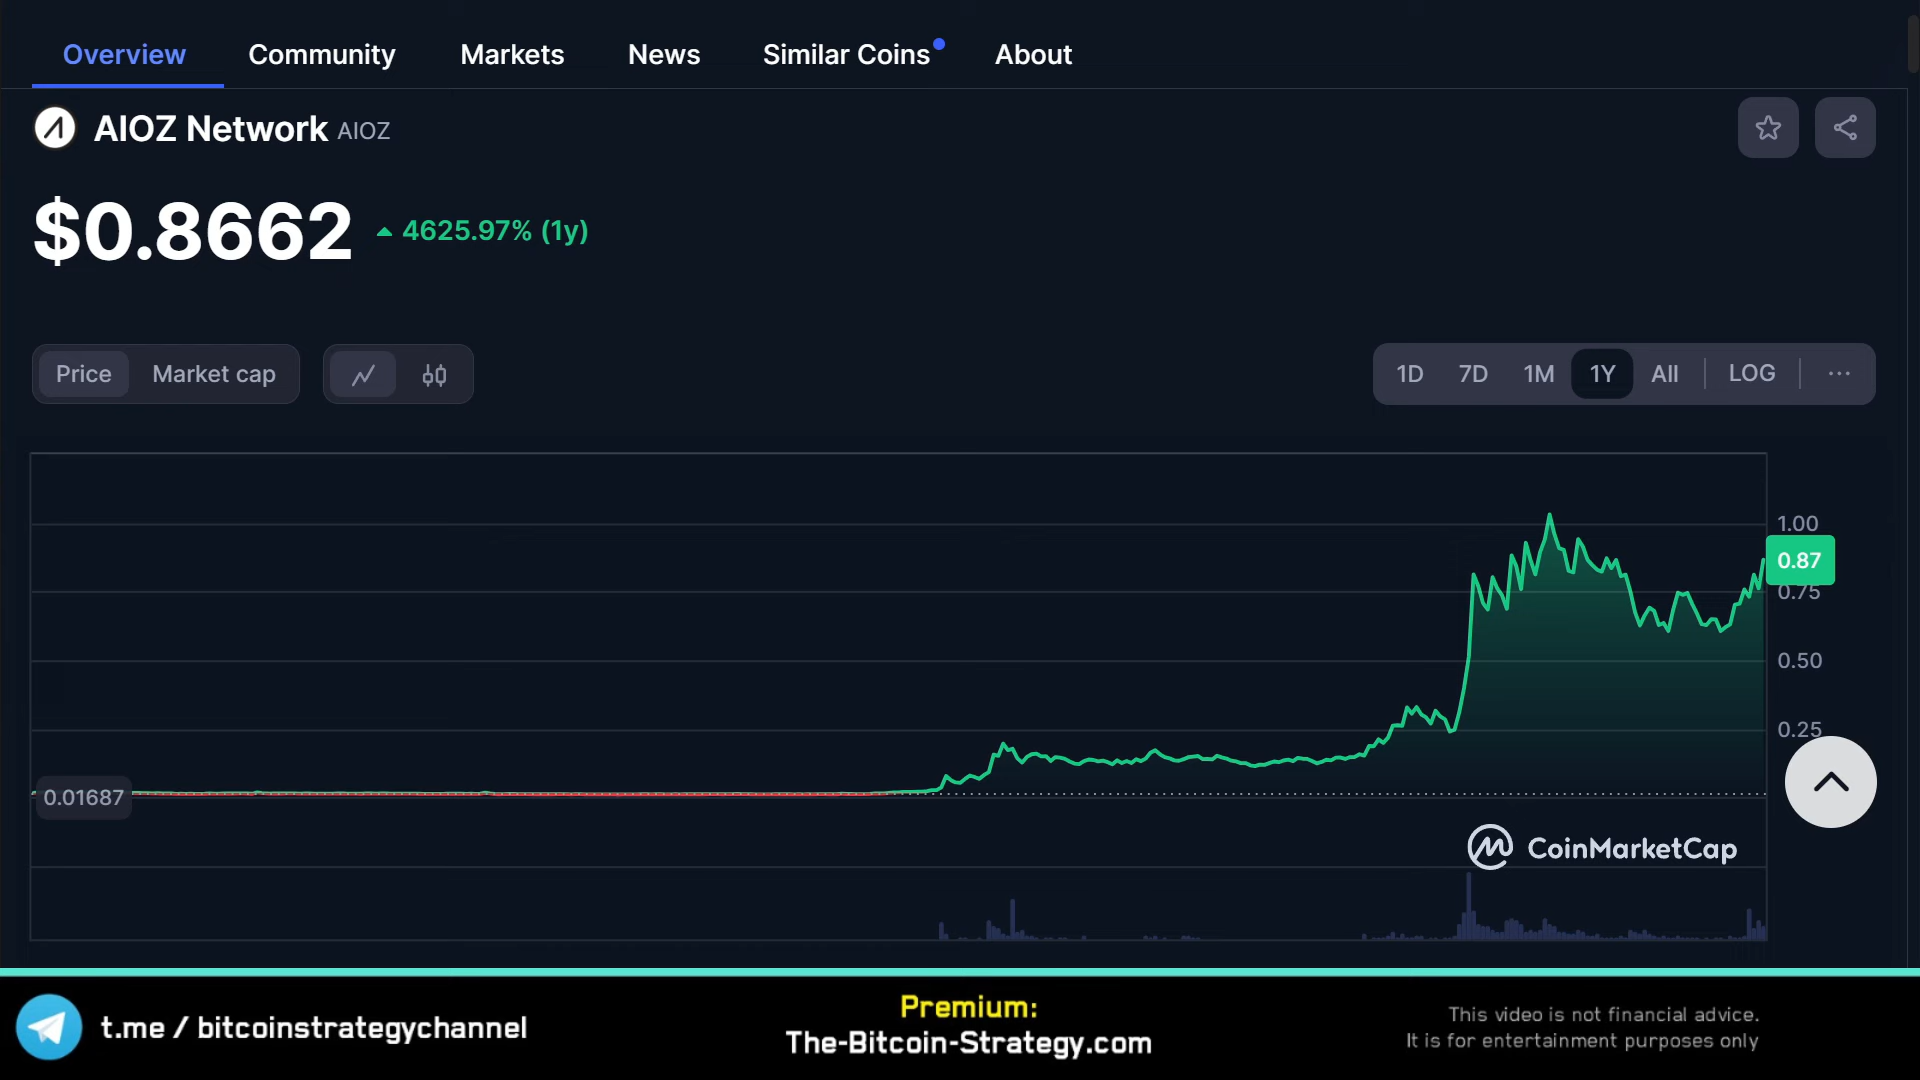 Overview Community Markets News Similar Coins About
AIOZ Network AIOZ
$0.8662 4625.97% (1y)
Price Market cap 1D 7D 1M 1Y All LOG ...
1.00
0.87
0.75
0.50
0.25
0.01687
CoinMarketCap
t.me / bitcoinstrategychannel
Premium:
The-Bitcoin-Strategy.com
This video is not financial advice.
It is for entertainment purposes only